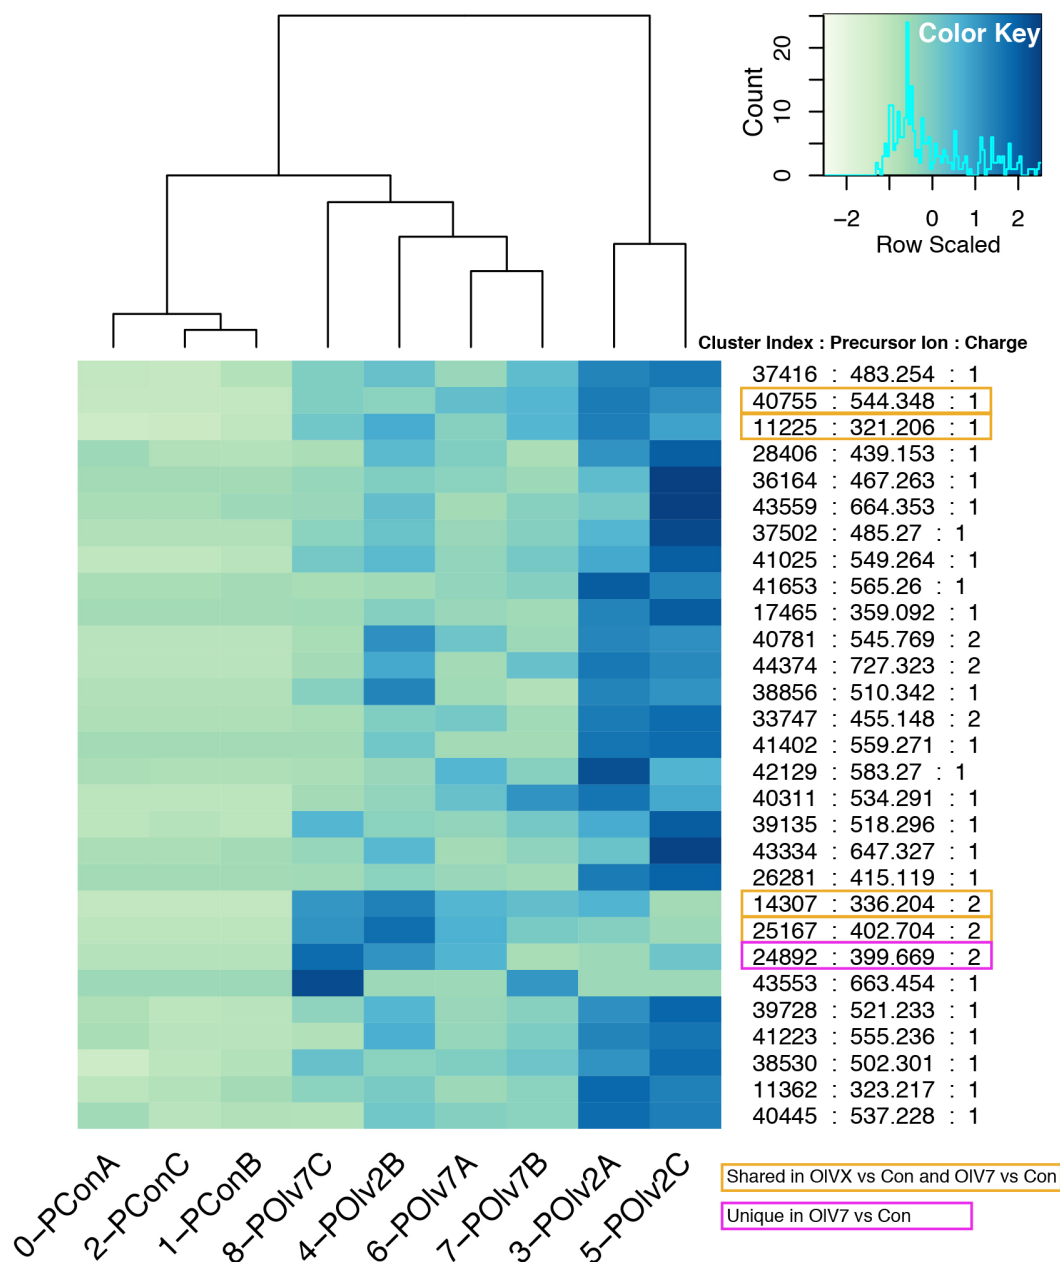 Color Key
Count
0 10 20
−2 0 1 2
Row Scaled
Cluster Index : Precursor Ion : Charge
37416 : 483.254 : 1
40755 : 544.348 : 1
11225 : 321.206 : 1
28406 : 439.153 : 1
36164 : 467.263 : 1
43559 : 664.353 : 1
37502 : 485.27 : 1
41025 : 549.264 : 1
41653 : 565.26 : 1
17465 : 359.092 : 1
40781 : 545.769 : 2
44374 : 727.323 : 2
38856 : 510.342 : 1
33747 : 455.148 : 2
41402 : 559.271 : 1
42129 : 583.27 : 1
40311 : 534.291 : 1
39135 : 518.296 : 1
43334 : 647.327 : 1
26281 : 415.119 : 1
14307 : 336.204 : 2
25167 : 402.704 : 2
24892 : 399.669 : 2
43553 : 663.454 : 1
39728 : 521.233 : 1
41223 : 555.236 : 1
38530 : 502.301 : 1
11362 : 323.217 : 1
40445 : 537.228 : 1
0−PConA
2−PConC
1−PConB
8−POlv7C
4−POlv2B
6−POlv7A
7−POlv7B
3−POlv2A
5−POlv2C
Shared in OlVX vs Con and OlV7 vs Con
Unique in OlV7 vs Con